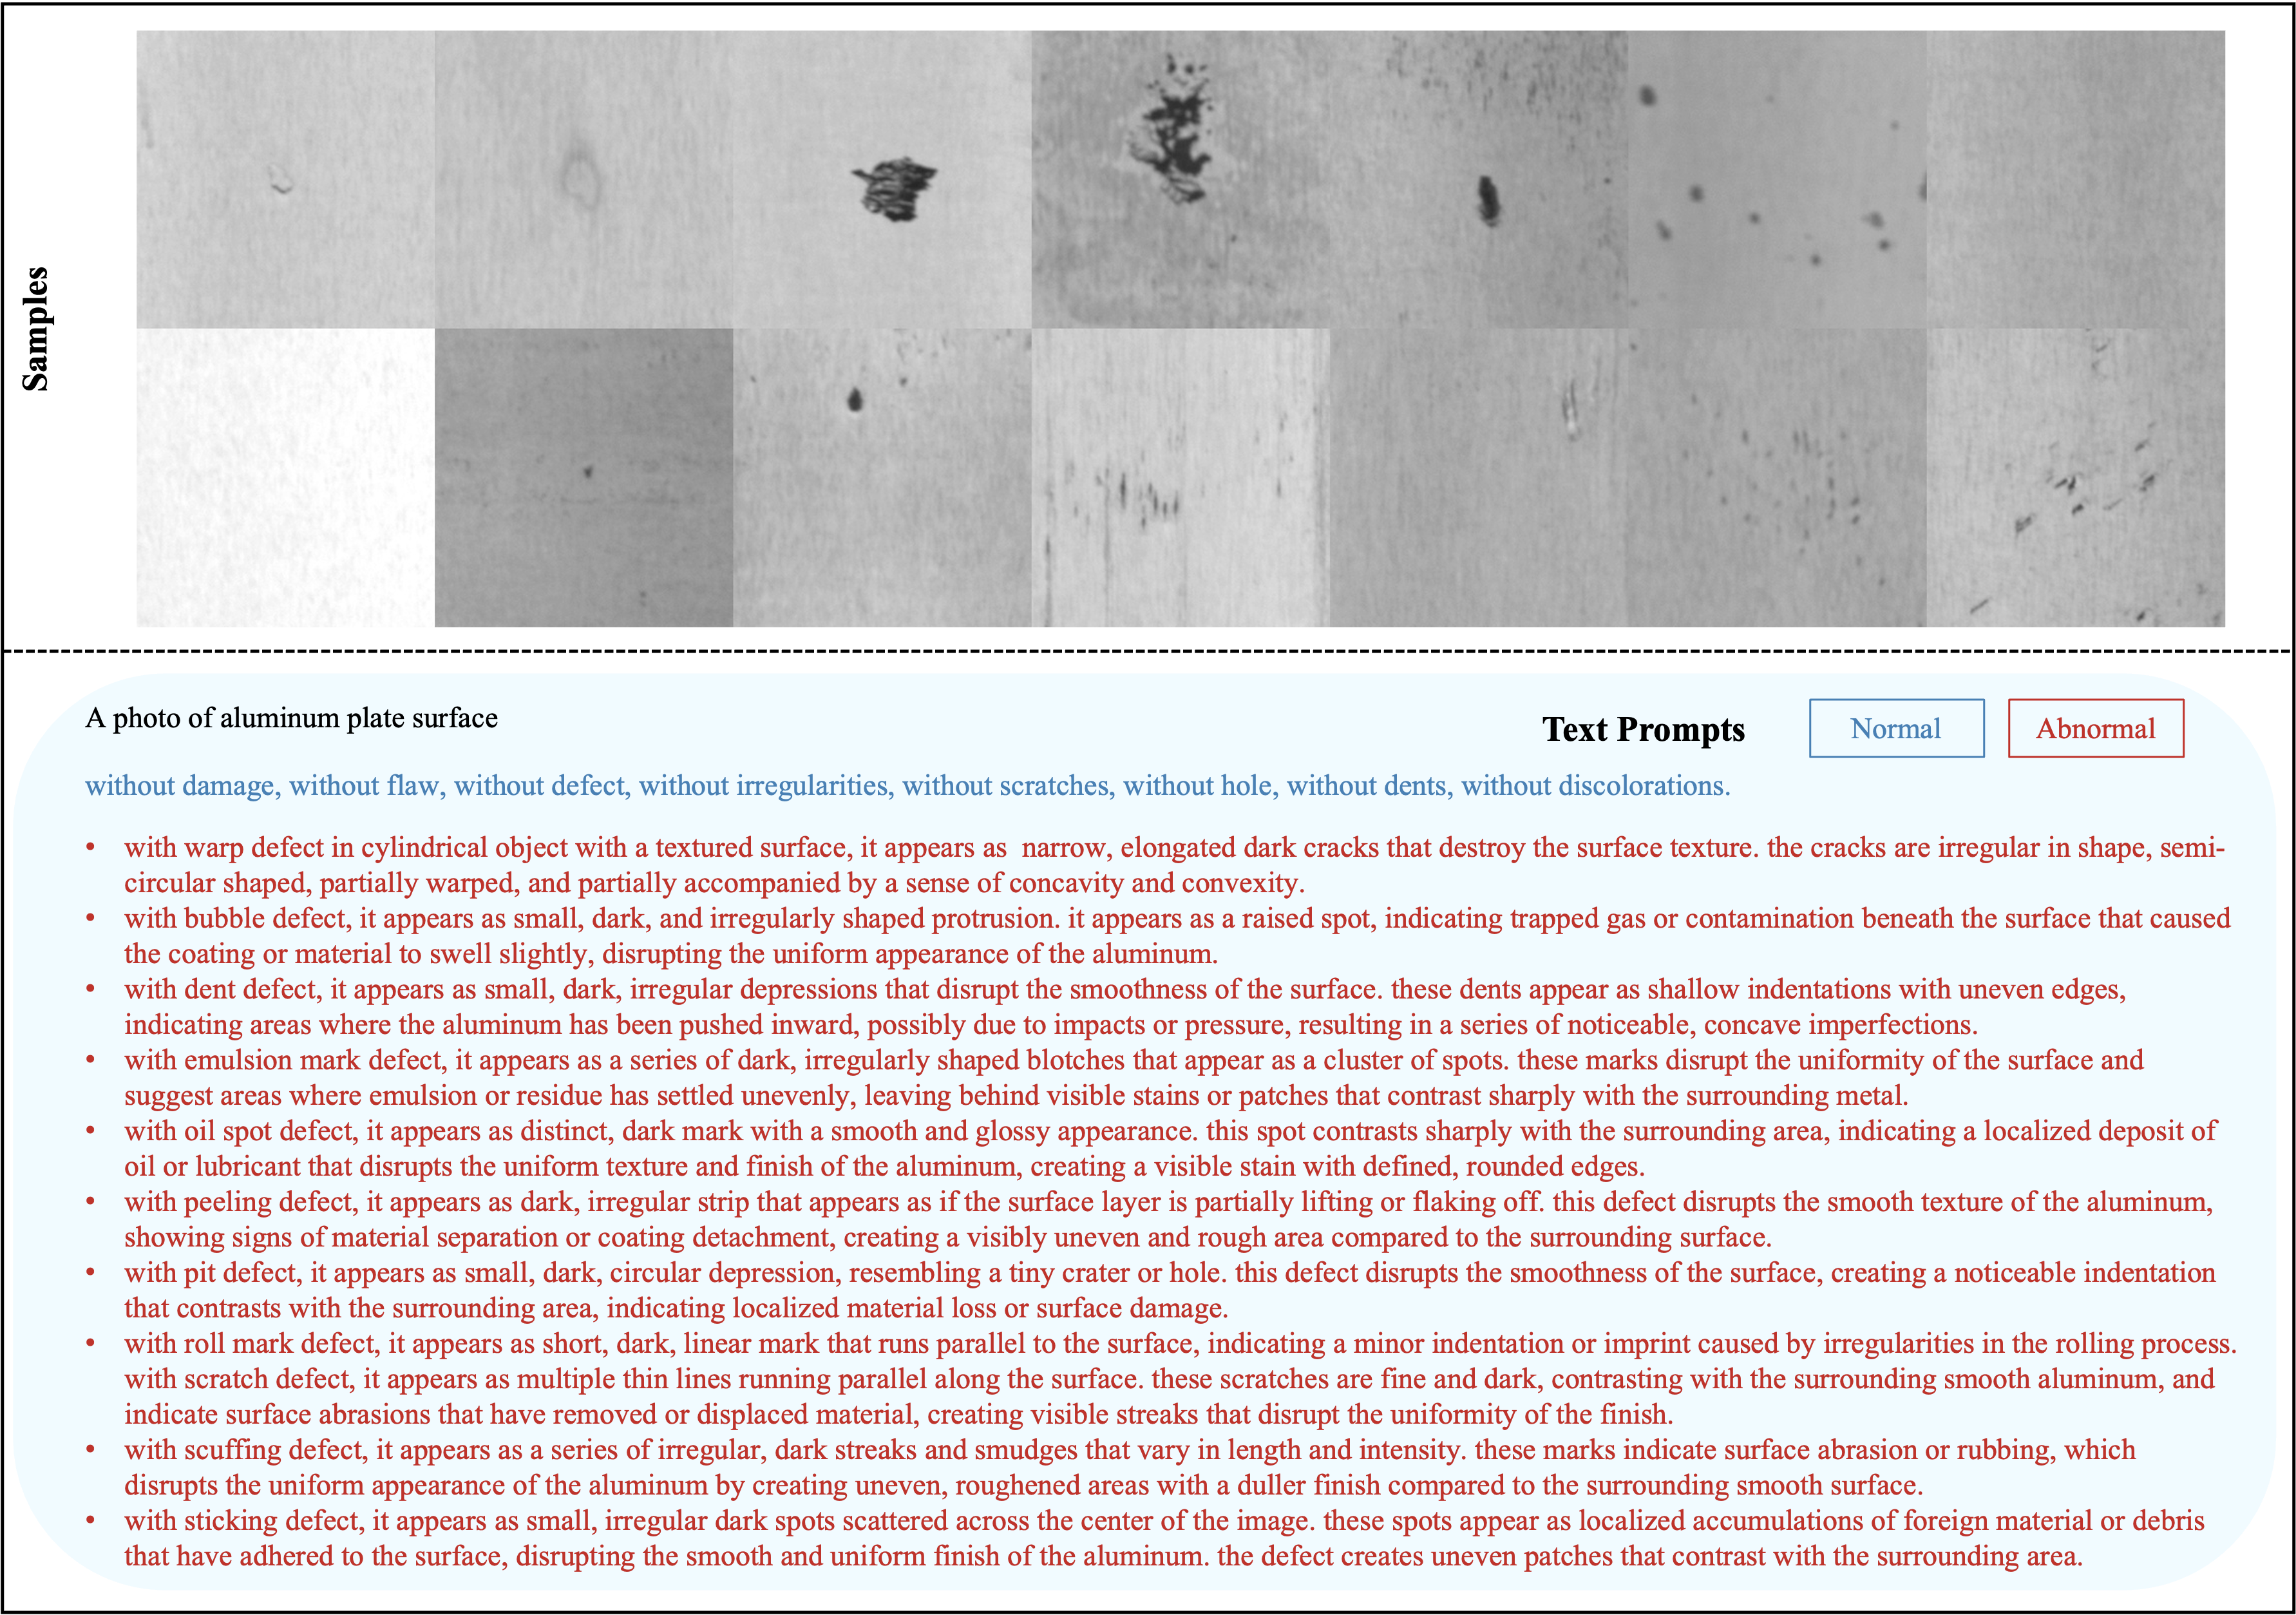 Samples
A photo of aluminum plate surface
Text Prompts
Normal
Abnormal
without damage, without flaw, without defect, without irregularities, without scratches, without hole, without dents, without discolorations.
• with warp defect in cylindrical object with a textured surface, it appears as  narrow, elongated dark cracks that destroy the surface texture. the cracks are irregular in shape, semi-
circular shaped, partially warped, and partially accompanied by a sense of concavity and convexity.
• with bubble defect, it appears as small, dark, and irregularly shaped protrusion. it appears as a raised spot, indicating trapped gas or contamination beneath the surface that caused
the coating or material to swell slightly, disrupting the uniform appearance of the aluminum.
• with dent defect, it appears as small, dark, irregular depressions that disrupt the smoothness of the surface. these dents appear as shallow indentations with uneven edges,
indicating areas where the aluminum has been pushed inward, possibly due to impacts or pressure, resulting in a series of noticeable, concave imperfections.
• with emulsion mark defect, it appears as a series of dark, irregularly shaped blotches that appear as a cluster of spots. these marks disrupt the uniformity of the surface and
suggest areas where emulsion or residue has settled unevenly, leaving behind visible stains or patches that contrast sharply with the surrounding metal.
• with oil spot defect, it appears as distinct, dark mark with a smooth and glossy appearance. this spot contrasts sharply with the surrounding area, indicating a localized deposit of
oil or lubricant that disrupts the uniform texture and finish of the aluminum, creating a visible stain with defined, rounded edges.
• with peeling defect, it appears as dark, irregular strip that appears as if the surface layer is partially lifting or flaking off. this defect disrupts the smooth texture of the aluminum,
showing signs of material separation or coating detachment, creating a visibly uneven and rough area compared to the surrounding surface.
• with pit defect, it appears as small, dark, circular depression, resembling a tiny crater or hole. this defect disrupts the smoothness of the surface, creating a noticeable indentation
that contrasts with the surrounding area, indicating localized material loss or surface damage.
• with roll mark defect, it appears as short, dark, linear mark that runs parallel to the surface, indicating a minor indentation or imprint caused by irregularities in the rolling process.
with scratch defect, it appears as multiple thin lines running parallel along the surface. these scratches are fine and dark, contrasting with the surrounding smooth aluminum, and
indicate surface abrasions that have removed or displaced material, creating visible streaks that disrupt the uniformity of the finish.
• with scuffing defect, it appears as a series of irregular, dark streaks and smudges that vary in length and intensity. these marks indicate surface abrasion or rubbing, which
disrupts the uniform appearance of the aluminum by creating uneven, roughened areas with a duller finish compared to the surrounding smooth surface.
• with sticking defect, it appears as small, irregular dark spots scattered across the center of the image. these spots appear as localized accumulations of foreign material or debris
that have adhered to the surface, disrupting the smooth and uniform finish of the aluminum. the defect creates uneven patches that contrast with the surrounding area.